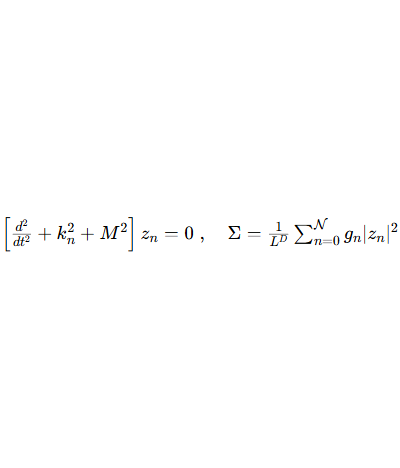 $\left[\frac{d^2}{dt^2} + k_n^2 + M^2\right] z_n = 0 \ , \quad \Sigma = \frac{1}{L^D} \sum_{n=0}^{\mathcal{N}} g_n |z_n|^2$